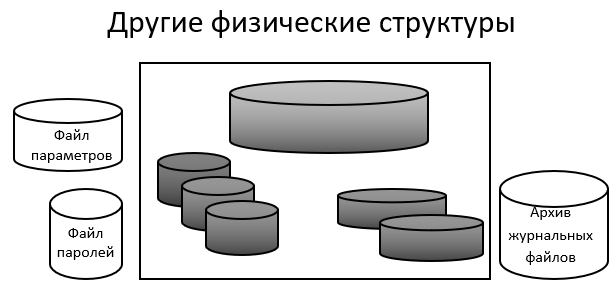 Другие физические структуры
Файл
параметров
Файл
паролей
Архив
журнальных
файлов